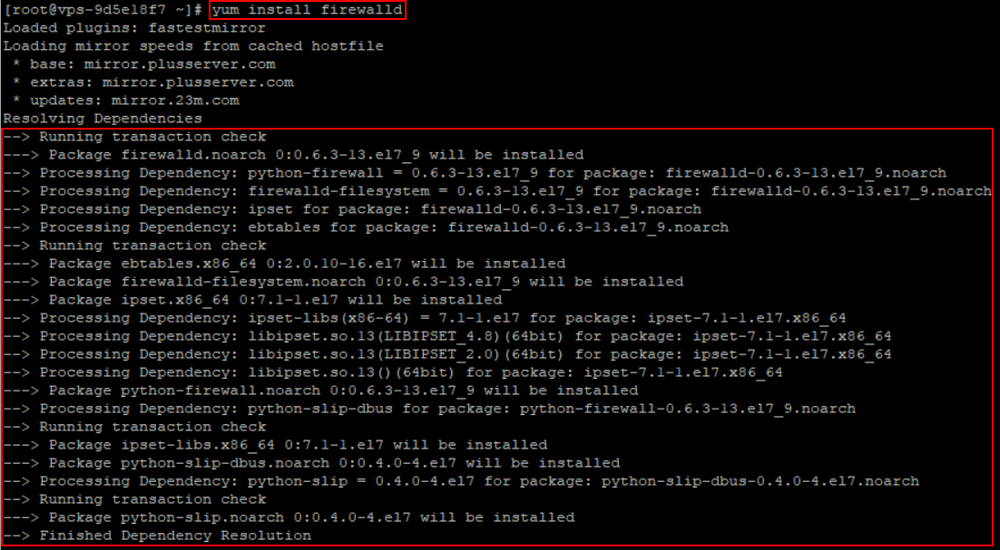 [root@vps-9d5e18f7 ~]# yum install firewalld
Loaded plugins: fastestmirror
Loading mirror speeds from cached hostfile
 * base: mirror.plusserver.com
 * extras: mirror.plusserver.com
 * updates: mirror.23m.com
Resolving Dependencies
--> Running transaction check
---> Package firewalld.noarch 0:0.6.3-13.el7_9 will be installed
--> Processing Dependency: python-firewall = 0.6.3-13.el7_9 for package: firewalld-0.6.3-13.el7_9.noarch
--> Processing Dependency: firewalld-filesystem = 0.6.3-13.el7_9 for package: firewalld-0.6.3-13.el7_9.noarch
--> Processing Dependency: ipset for package: firewalld-0.6.3-13.el7_9.noarch
--> Processing Dependency: ebtables for package: firewalld-0.6.3-13.el7_9.noarch
--> Running transaction check
---> Package ebtables.x86_64 0:2.0.10-16.el7 will be installed
---> Package firewalld-filesystem.noarch 0:0.6.3-13.el7_9 will be installed
---> Package ipset.x86_64 0:7.1-1.el7 will be installed
--> Processing Dependency: ipset-libs(x86-64) = 7.1-1.el7 for package: ipset-7.1-1.el7.x86_64
--> Processing Dependency: libipset.so.13(LIBIPSET_4.8)(64bit) for package: ipset-7.1-1.el7.x86_64
--> Processing Dependency: libipset.so.13(LIBIPSET_2.0)(64bit) for package: ipset-7.1-1.el7.x86_64
--> Processing Dependency: libipset.so.13()(64bit) for package: ipset-7.1-1.el7.x86_64
---> Package python-firewall.noarch 0:0.6.3-13.el7_9 will be installed
--> Processing Dependency: python-slip-dbus for package: python-firewall-0.6.3-13.el7_9.noarch
--> Running transaction check
---> Package ipset-libs.x86_64 0:7.1-1.el7 will be installed
---> Package python-slip-dbus.noarch 0:0.4.0-4.el7 will be installed
--> Processing Dependency: python-slip = 0.4.0-4.el7 for package: python-slip-dbus-0.4.0-4.el7.noarch
--> Running transaction check
---> Package python-slip.noarch 0:0.4.0-4.el7 will be installed
--> Finished Dependency Resolution